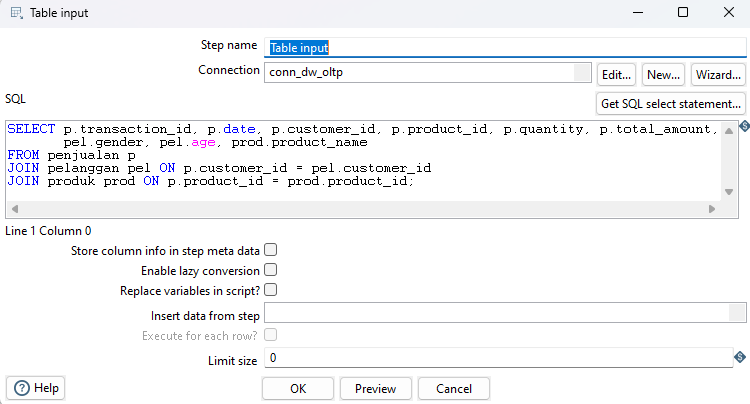 Table input
Step name Table input
Connection conn_dw_oltp Edit... New... Wizard...
SQL Get SQL select statement...
SELECT p.transaction_id, p.date, p.customer_id, p.product_id, p.quantity, p.total_amount,
pel.gender, pel.age, prod.product_name
FROM penjualan p
JOIN pelanggan pel ON p.customer_id = pel.customer_id
JOIN produk prod ON p.product_id = prod.product_id;
Line 1 Column 0
Store column info in step meta data
Enable lazy conversion
Replace variables in script?
Insert data from step
Execute for each row?
Limit size 0
Help OK Preview Cancel